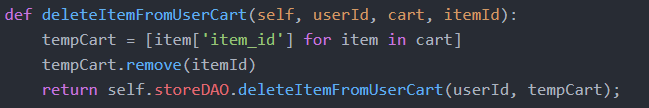 def deleteItemFromUserCart(self, userId, cart, itemId):
    tempCart = [item['item_id'] for item in cart]
    tempCart.remove(itemId)
    return self.storeDAO.deleteItemFromUserCart(userId, tempCart);